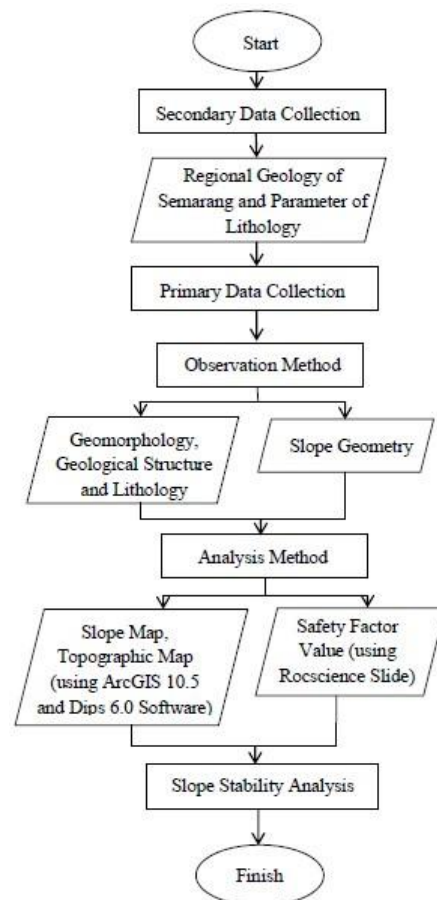 Start
Secondary Data Collection
Regional Geology of
Semarang and Parameter of
Lithology
Primary Data Collection
Observation Method
Geomorphology,
Geological Structure
and Lithology
Slope Geometry
Analysis Method
Slope Map,
Topographic Map
(using ArcGIS 10.5
and Dips 6.0 Software)
Safety Factor
Value (using
Rocscience Slide)
Slope Stability Analysis
Finish